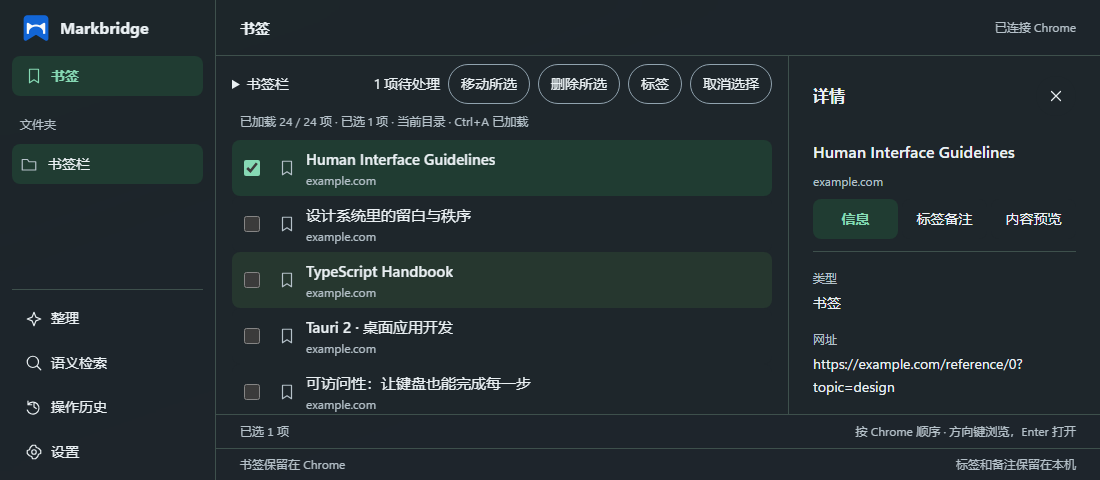 Markbridge
书签
文件夹
书签栏
整理
语义检索
操作历史
设置
书签
已连接 Chrome
书签栏
1 项待处理
移动所选
删除所选
标签
取消选择
已加载 24 / 24 项 · 已选 1 项 · 当前目录 · Ctrl+A 已加载
Human Interface Guidelines
example.com
设计系统里的留白与秩序
example.com
TypeScript Handbook
example.com
Tauri 2 · 桌面应用开发
example.com
可访问性：让键盘也能完成每一步
example.com
详情
Human Interface Guidelines
example.com
信息
标签备注
内容预览
类型
书签
网址
https://example.com/reference/0?
topic=design
已选 1 项
按 Chrome 顺序 · 方向键浏览，Enter 打开
书签保留在 Chrome
标签和备注保留在本机